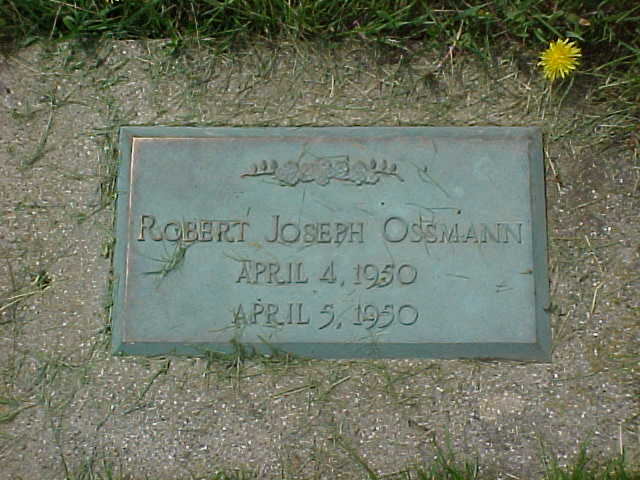 ROBERT JOSEPH OSSMANN
APRIL 4, 1950
APRIL 5, 1950